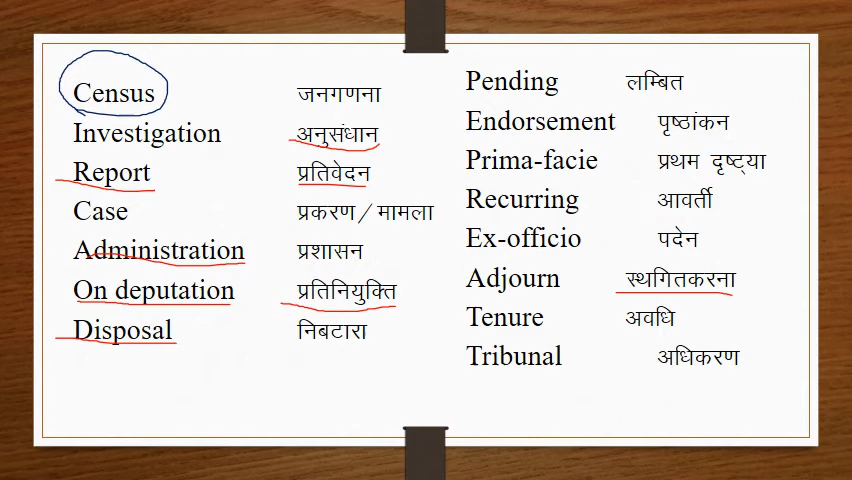 Census जनगणना
Investigation अनुसंधान
Report प्रतिवेदन
Case प्रकरण/मामला
Administration प्रशासन
On deputation प्रतिनियुक्ति
Disposal निबटारा
Pending लम्बित
Endorsement पृष्ठांकन
Prima-facie प्रथम दृष्ट्या
Recurring आवर्ती
Ex-officio पदेन
Adjourn स्थगितकरना
Tenure अवधि
Tribunal अधिकरण